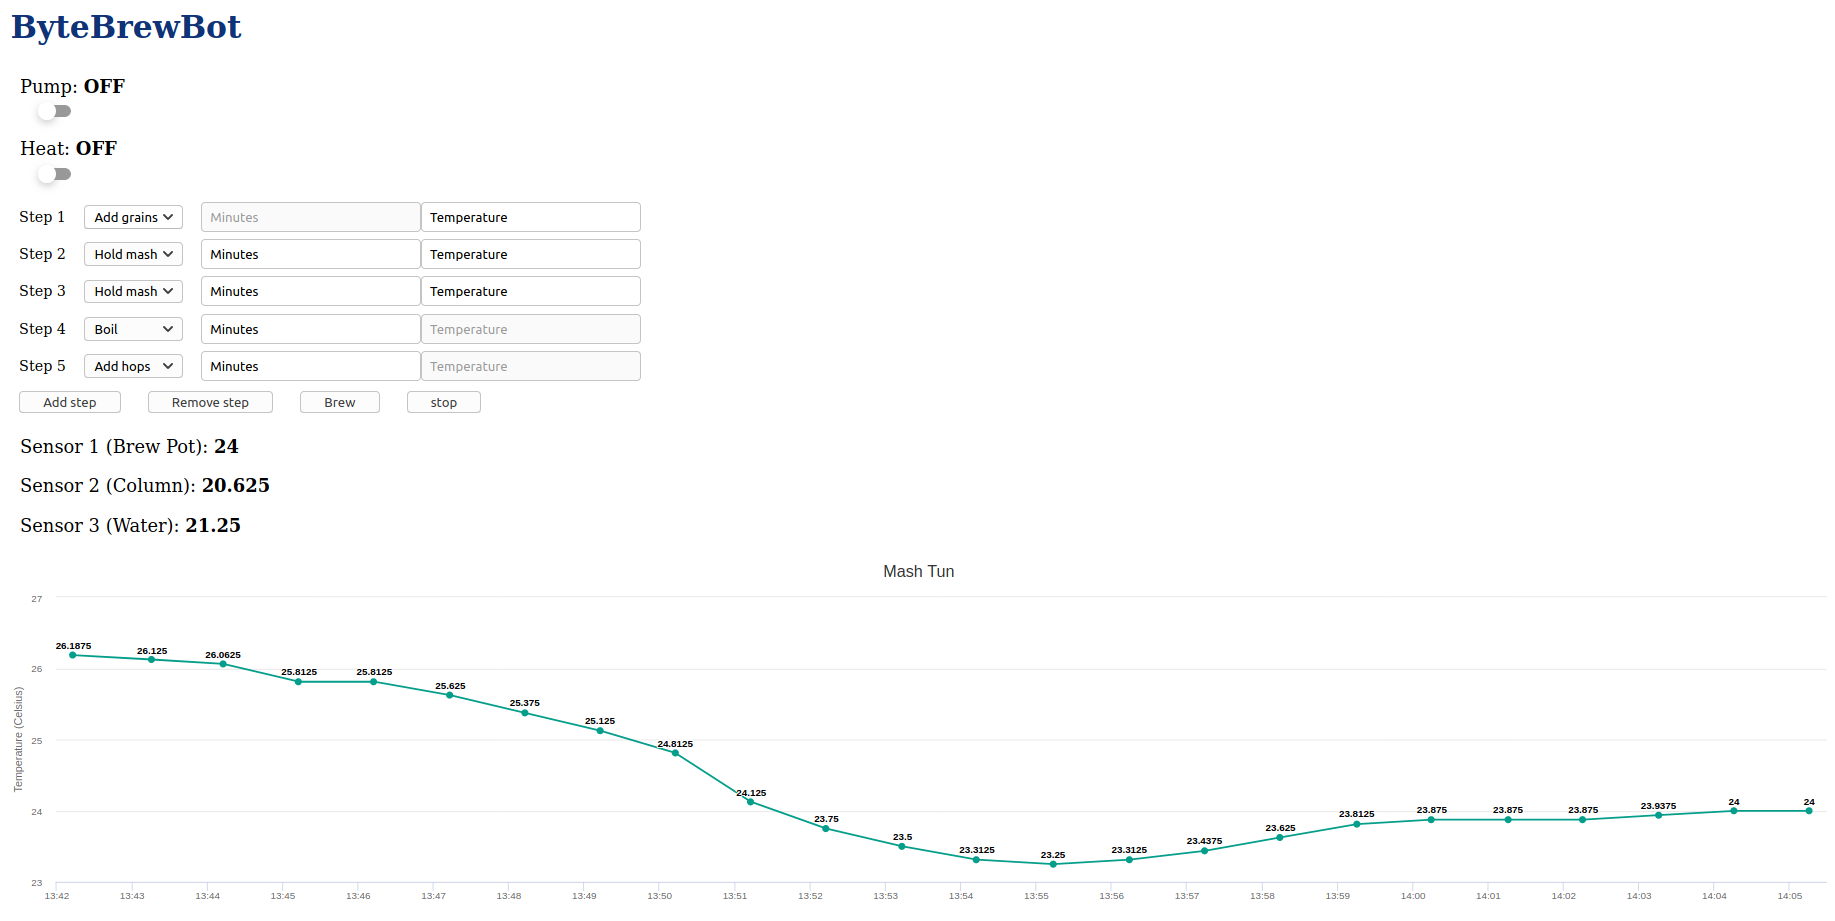 ByteBrewBot
Pump: OFF
Heat: OFF
Step 1 Add grains Minutes Temperature
Step 2 Hold mash Minutes Temperature
Step 3 Hold mash Minutes Temperature
Step 4 Boil Minutes Temperature
Step 5 Add hops Minutes Temperature
Add step Remove step Brew stop
Sensor 1 (Brew Pot): 24
Sensor 2 (Column): 20.625
Sensor 3 (Water): 21.25
Mash Tun
Temperature (Celsius)
27
26
25
24
23
26.1875 26.125 26.0625 25.8125 25.8125 25.625 25.375 25.125 24.8125 24.125 23.75 23.5 23.3125 23.25 23.3125 23.4375 23.625 23.8125 23.875 23.875 23.875 23.9375 24 24
13:42 13:43 13:44 13:45 13:46 13:47 13:48 13:49 13:50 13:51 13:52 13:53 13:54 13:55 13:56 13:57 13:58 13:59 14:00 14:01 14:02 14:03 14:04 14:05